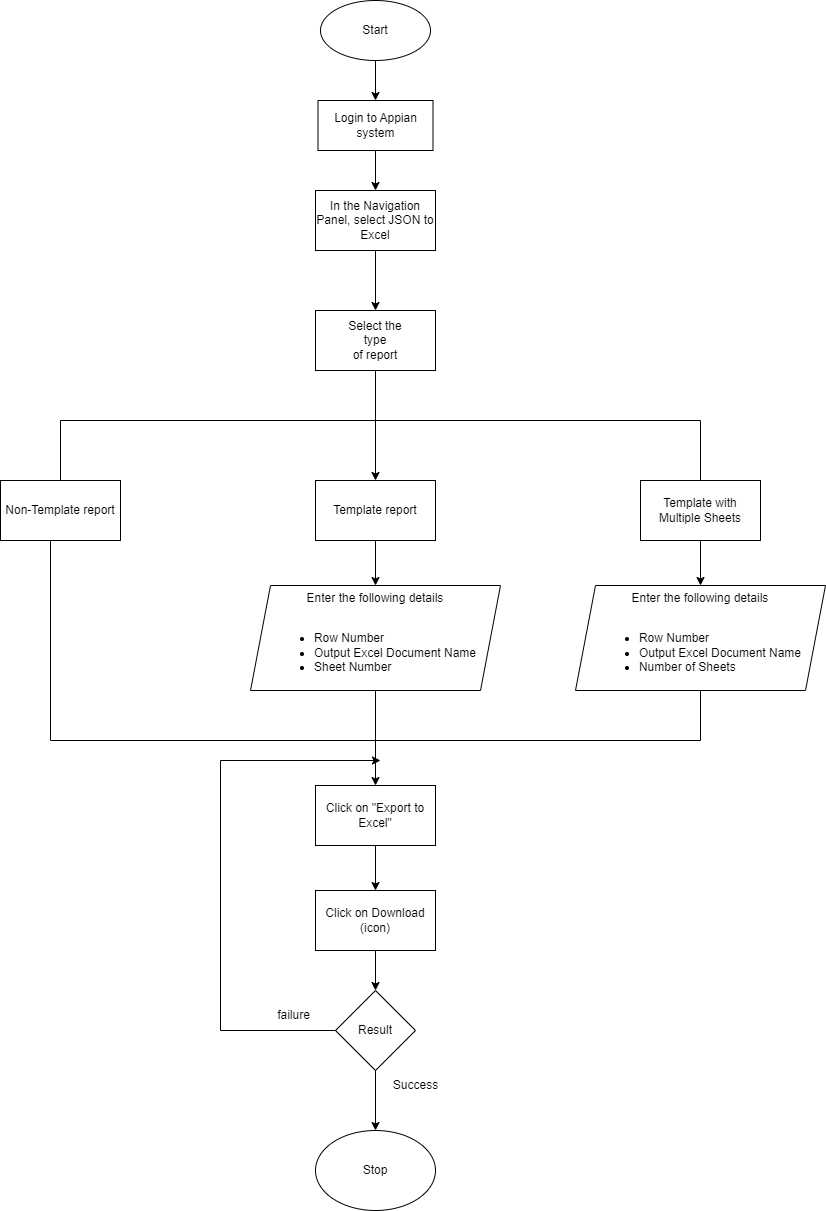 Start
Login to Appian
system
In the Navigation
Panel, select JSON to
Excel
Select the
type
of report
Non-Template report
Template report
Template with
Multiple Sheets
Enter the following details
• Row Number
• Output Excel Document Name
• Sheet Number
Enter the following details
• Row Number
• Output Excel Document Name
• Number of Sheets
Click on "Export to
Excel"
Click on Download
(icon)
failure
Result
Success
Stop